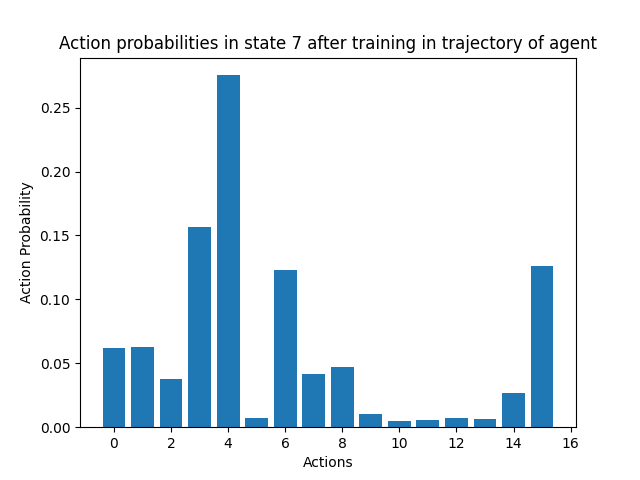 Action probabilities in state 7 after training in trajectory of agent
0.25
0.20
0.15
0.10
0.05
0.00
Action Probability
0 2 4 6 8 10 12 14 16
Actions